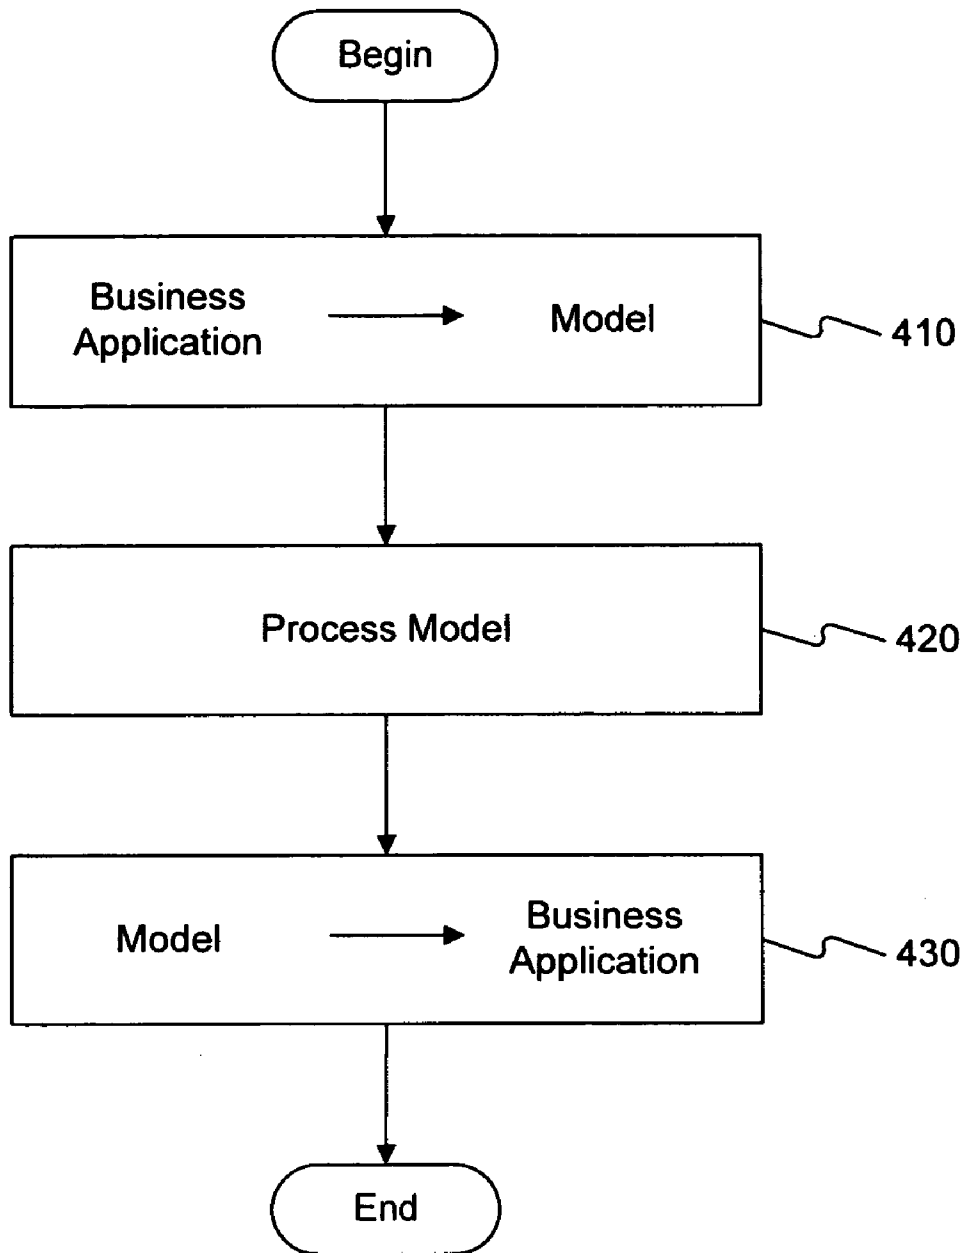 Begin
Business
Application
Model
410
Process Model
420
Model
Business
Application
430
End